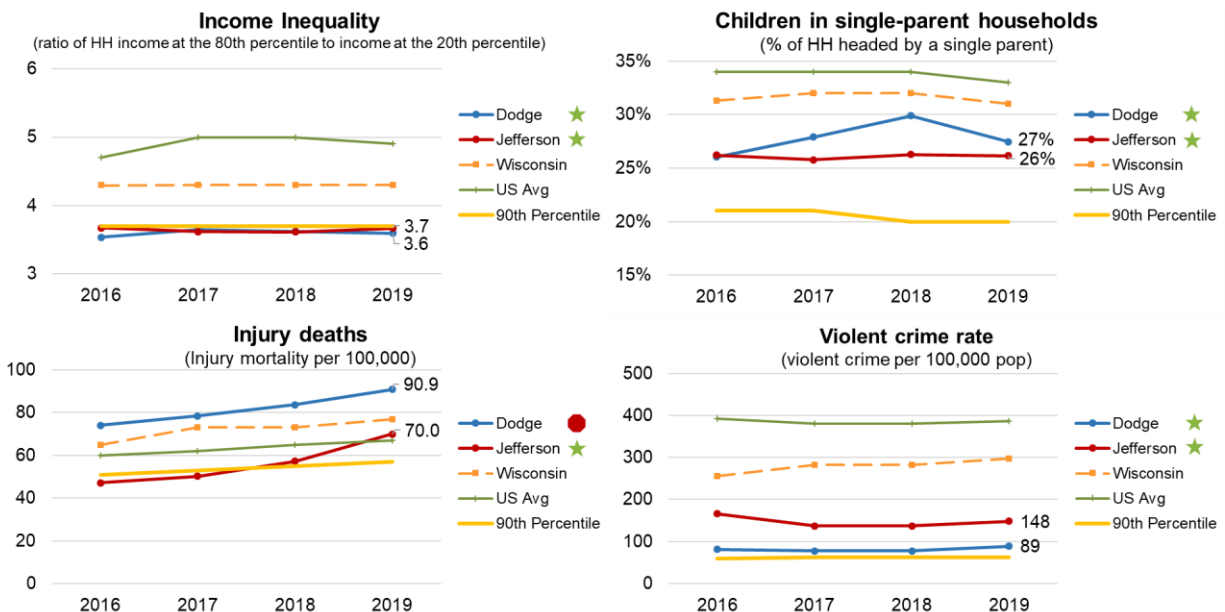 Income Inequality
(ratio of HH income at the 80th percentile to income at the 20th percentile)
6
5
4
3
2016 2017 2018 2019
3.7
3.6
Dodge
Jefferson
Wisconsin
US Avg
90th Percentile
Children in single-parent households
(% of HH headed by a single parent)
35%
30%
25%
20%
15%
2016 2017 2018 2019
27%
26%
Dodge
Jefferson
Wisconsin
US Avg
90th Percentile
Injury deaths
(Injury mortality per 100,000)
100
80
60
40
20
0
2016 2017 2018 2019
90.9
70.0
Dodge
Jefferson
Wisconsin
US Avg
90th Percentile
Violent crime rate
(violent crime per 100,000 pop)
500
400
300
200
100
0
2016 2017 2018 2019
148
89
Dodge
Jefferson
Wisconsin
US Avg
90th Percentile